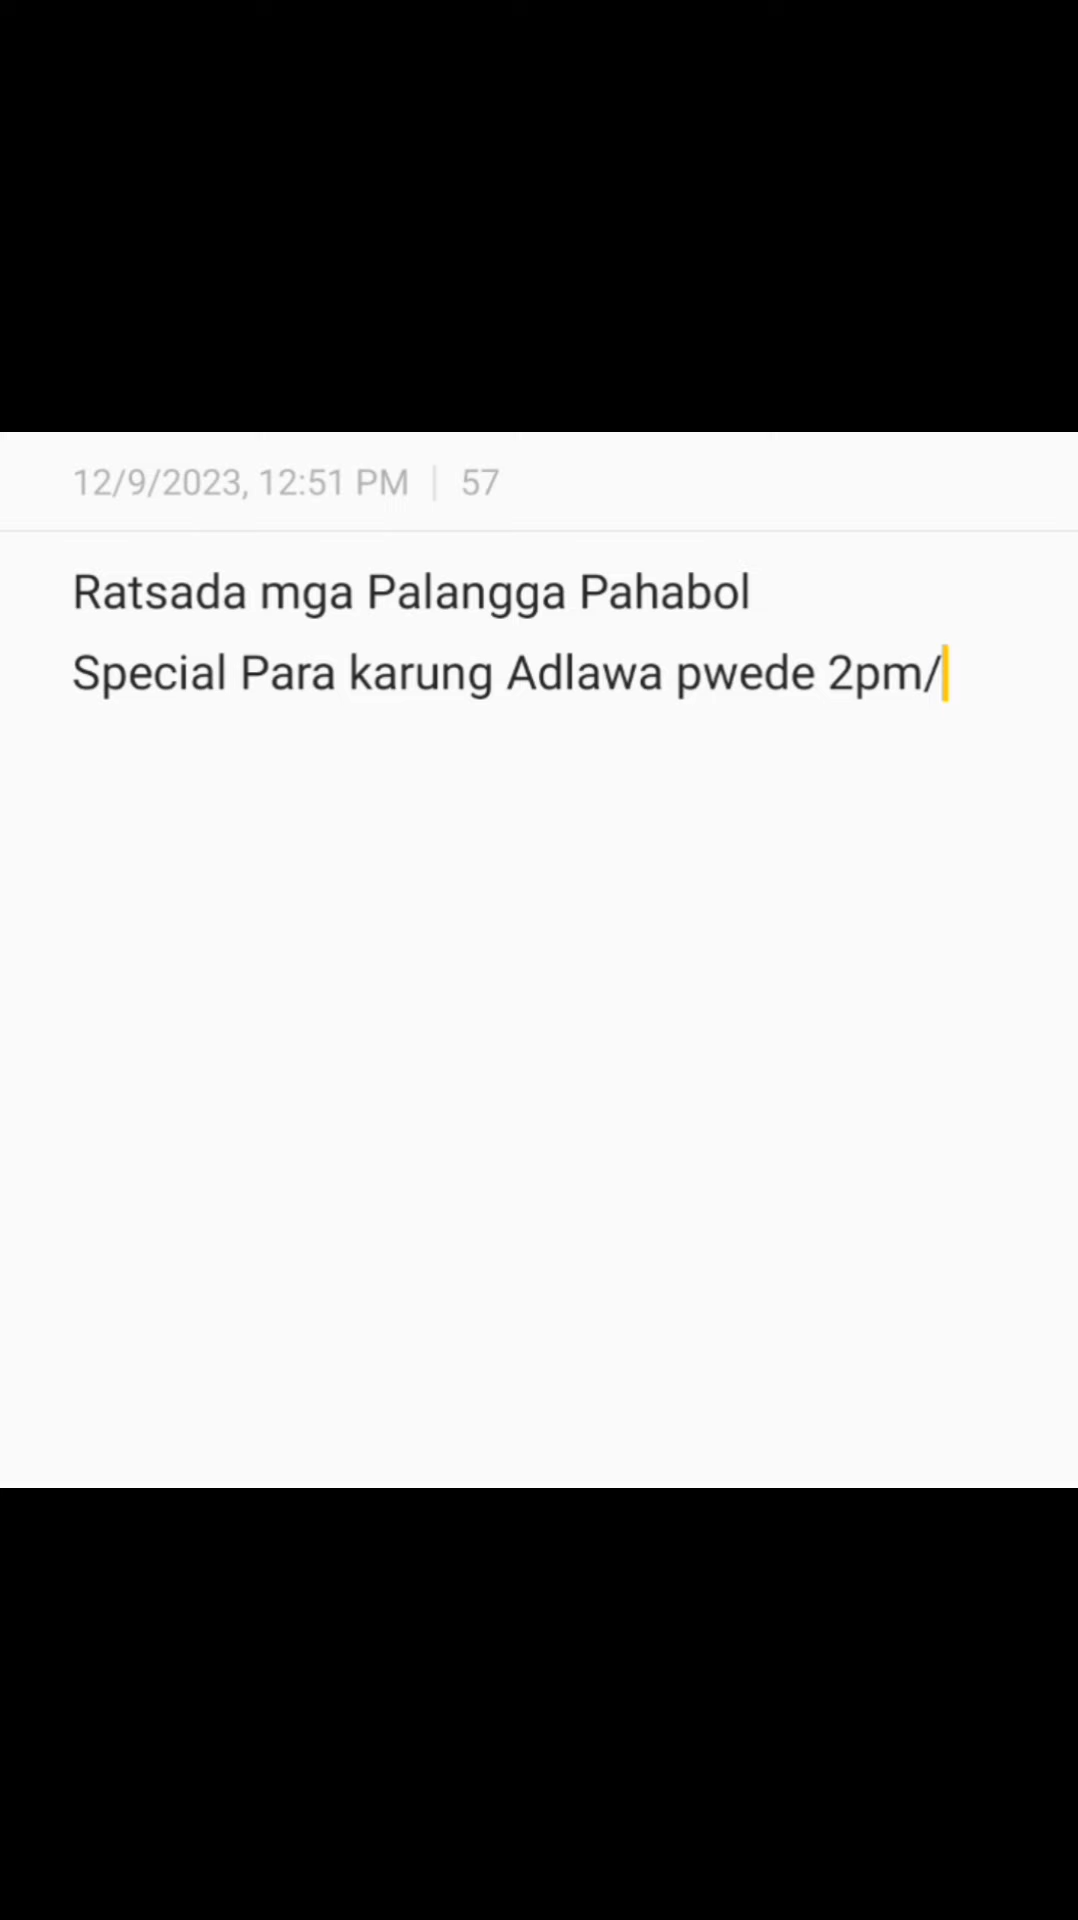 12/9/2023, 12:51 PM | 57
Ratsada mga Palangga Pahabol
Special Para karung Adlawa pwede 2pm/